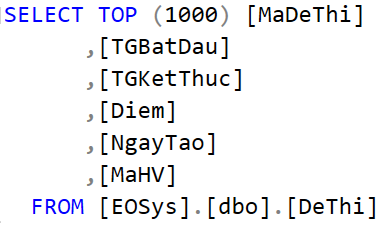 SELECT TOP (1000) [MaDeThi]
,[TGBatDau]
,[TGKetThuc]
,[Diem]
,[NgayTao]
,[MaHV]
FROM [EOSys].[dbo].[DeThi]